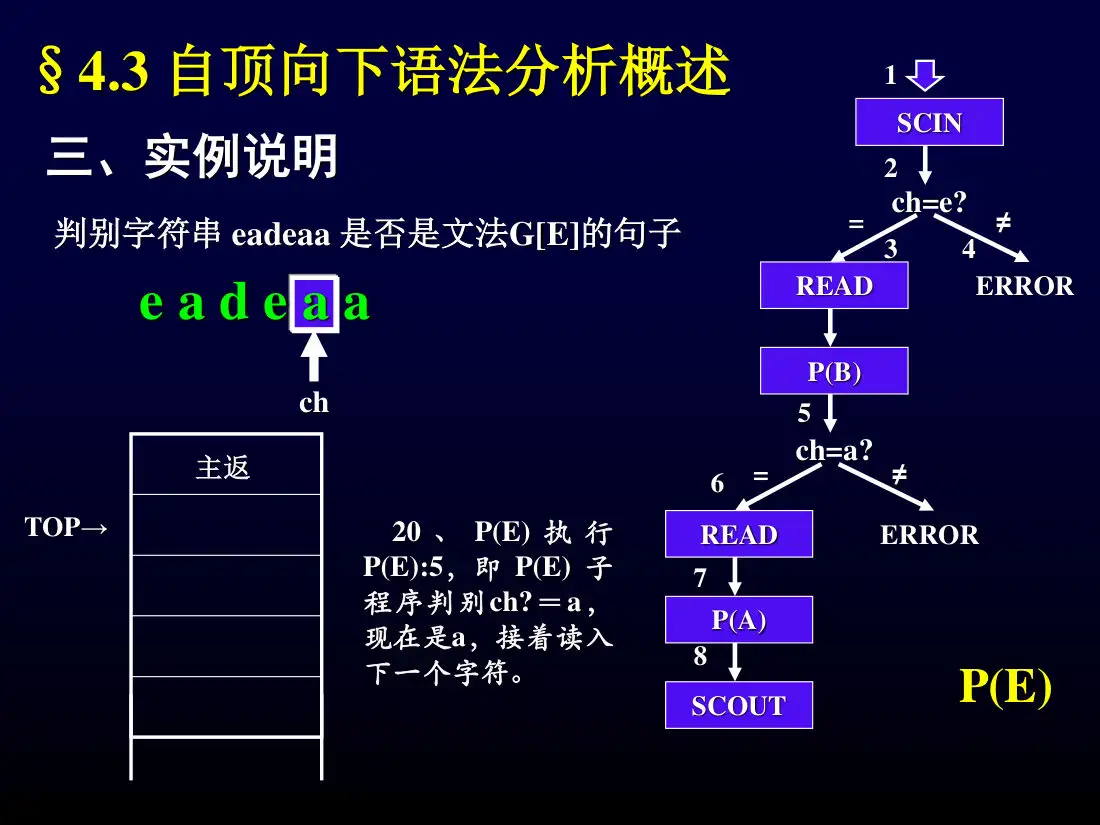 §4.3 自顶向下语法分析概述
三、实例说明
判别字符串 eadeaa 是否是文法G[E]的句子
e a d e a a
ch
主返
TOP→
20 、 P(E) 执 行
P(E):5，即 P(E) 子
程序判别ch?＝a，
现在是a，接着读入
下一个字符。
1
SCIN
2
ch=e?
= ≠
3 4
READ ERROR
P(B)
5
ch=a?
6 = ≠
READ ERROR
7
P(A)
8
SCOUT
P(E)